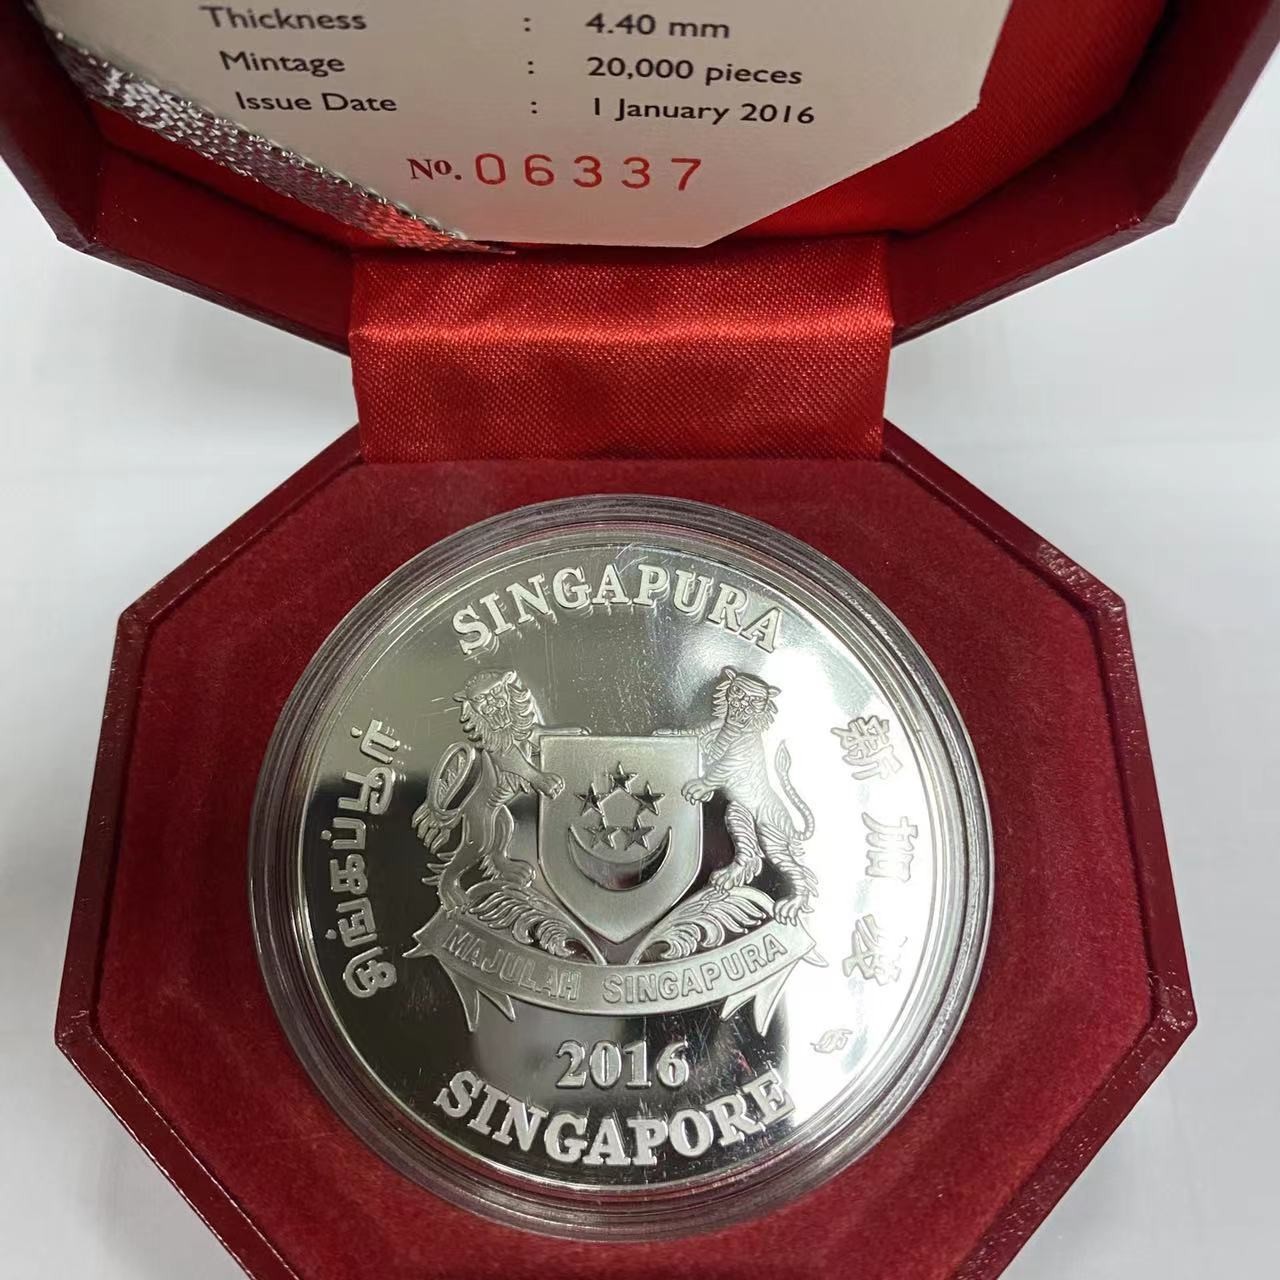 Thickness : 4.40 mm
Mintage : 20,000 pieces
Issue Date : 1 January 2016
No. 06337
SINGAPURA
சிங்கப்பூர்
新加坡
MAJULAH SINGAPURA
2016
SINGAPORE